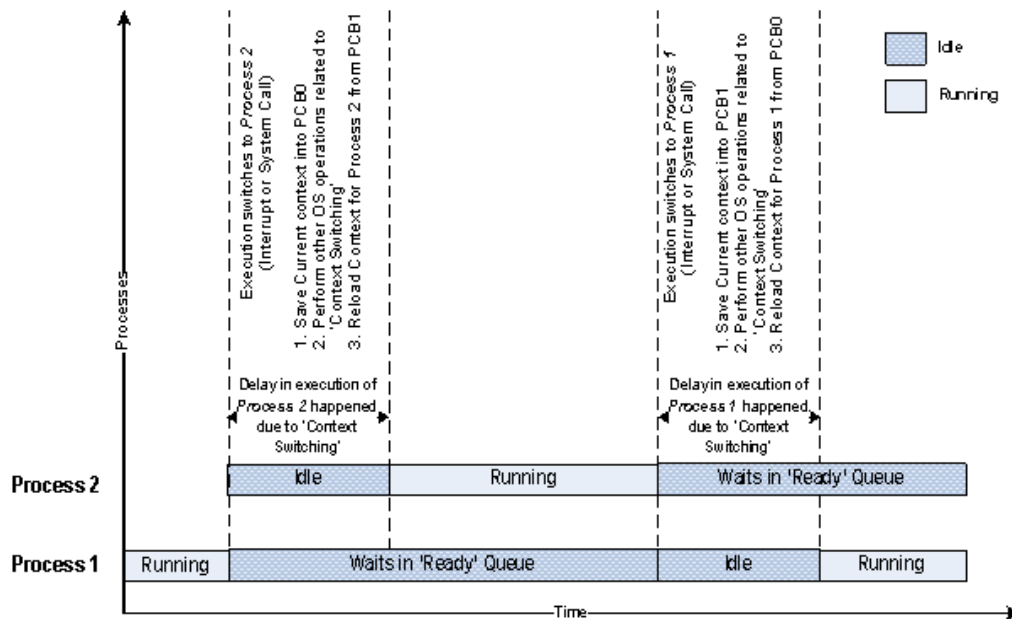 Idle
Running
Execution switches to Process 2
(Interrupt or System Call)
1. Save Current context into PCB0
2. Perform other OS operations related to
'Context Switching'
3. Reload Context for Process 2 from PCB1
Execution switches to Process 1
(Interrupt or System Call)
1. Save Current context into PCB1
2. Perform other OS operations related to
'Context Switching'
3. Reload Context for Process 1 from PCB0
Processes
Delay in execution of
Process 2 happened
due to 'Context
Switching'
Delay in execution of
Process 1 happened
due to 'Context
Switching'
Process 2
Idle
Running
Waits in 'Ready' Queue
Process 1
Running
Waits in 'Ready' Queue
Idle
Running
Time